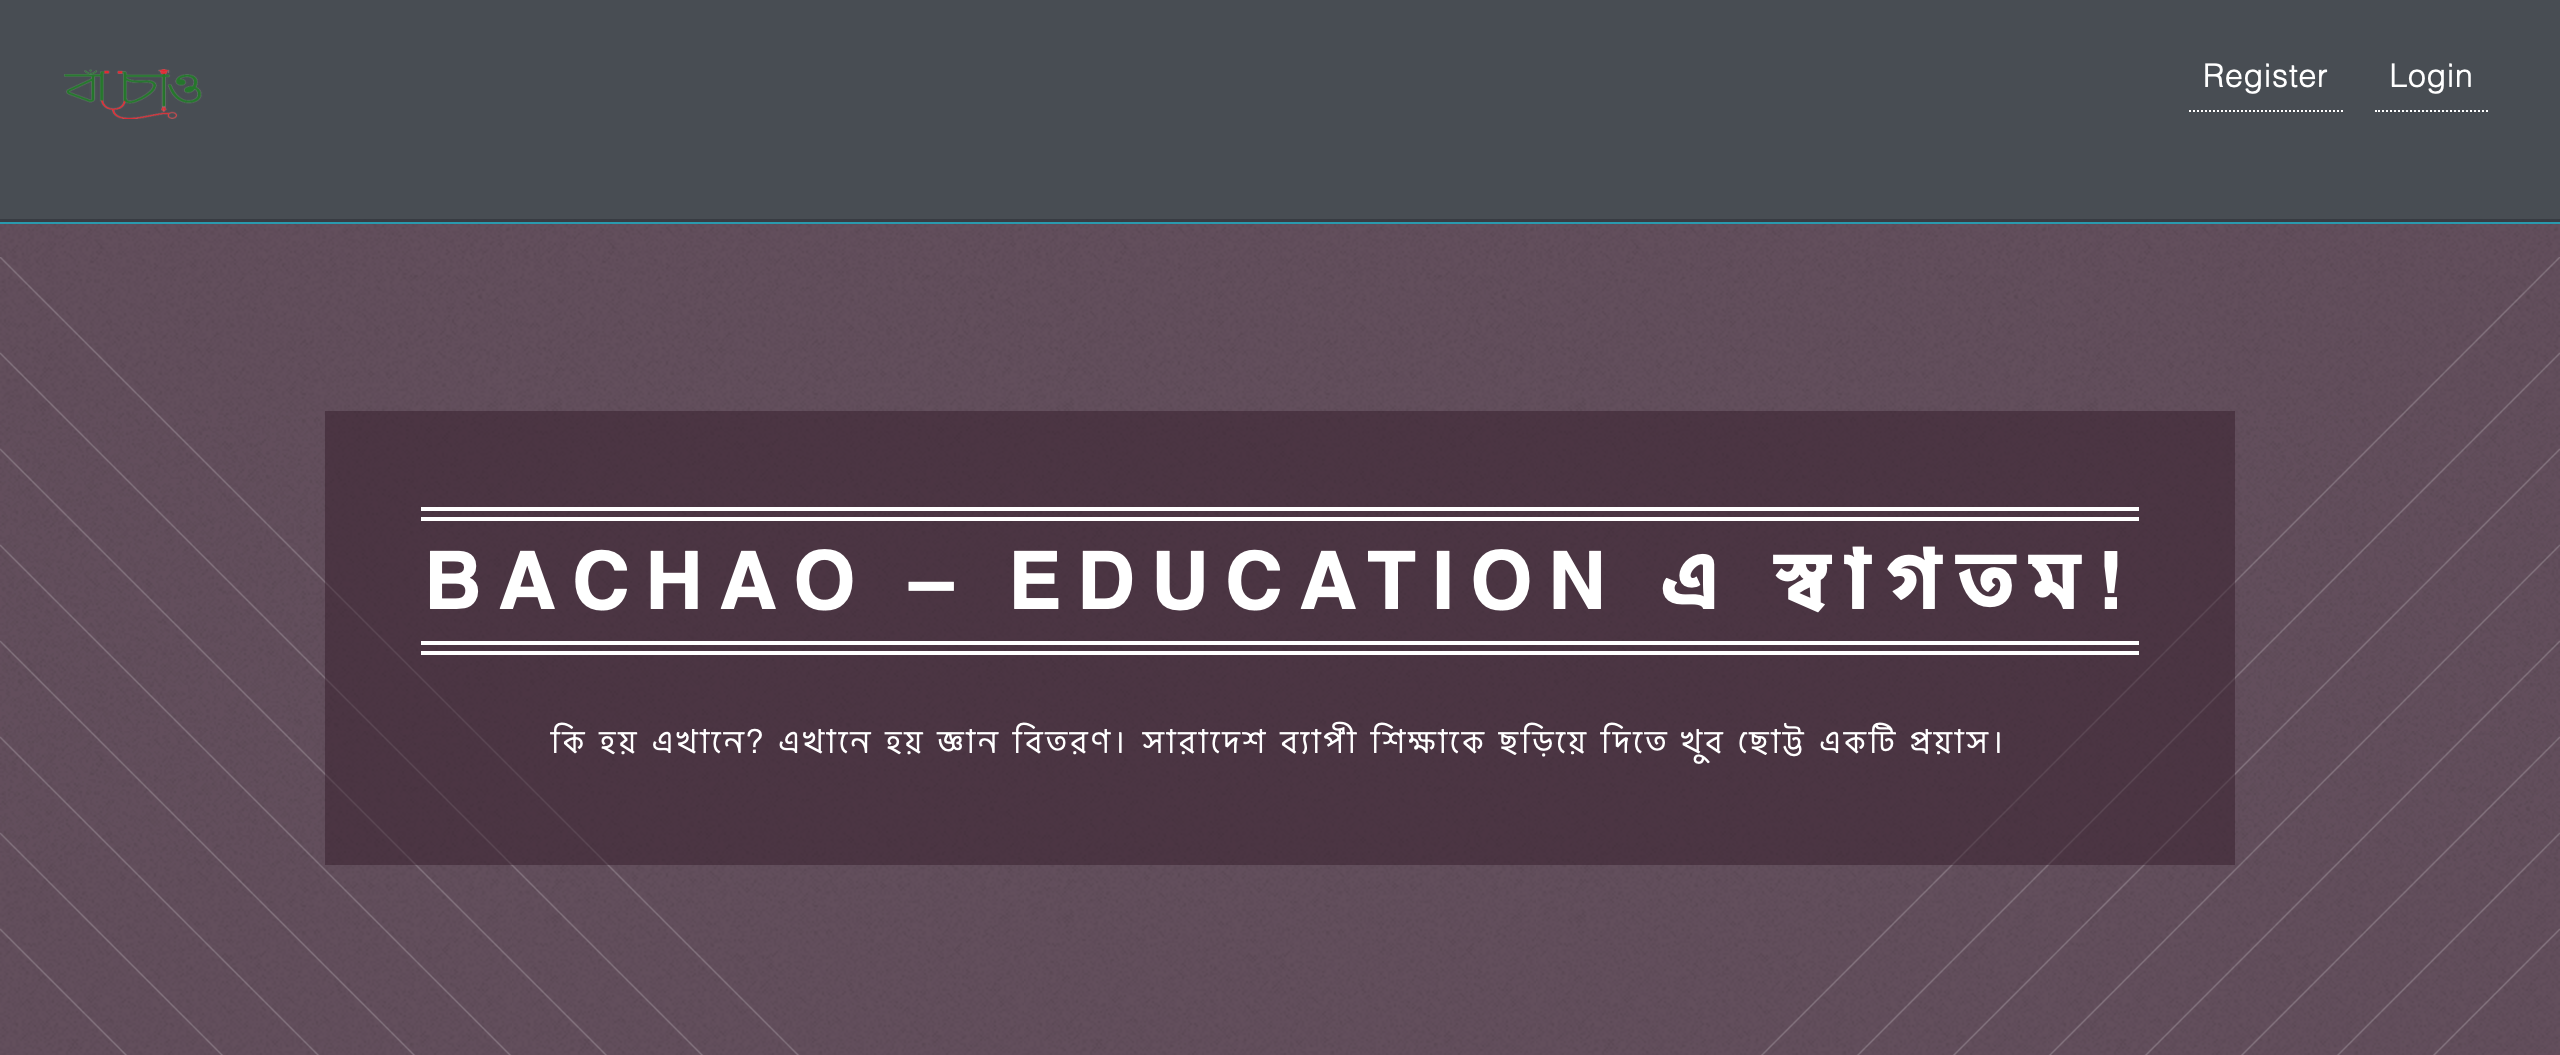 বাঁচাও
Register Login
BACHAO – EDUCATION এ স্বাগতম!
কি হয় এখানে? এখানে হয় জ্ঞান বিতরণ। সারাদেশ ব্যাপী শিক্ষাকে ছড়িয়ে দিতে খুব ছোট্ট একটি প্রয়াস।